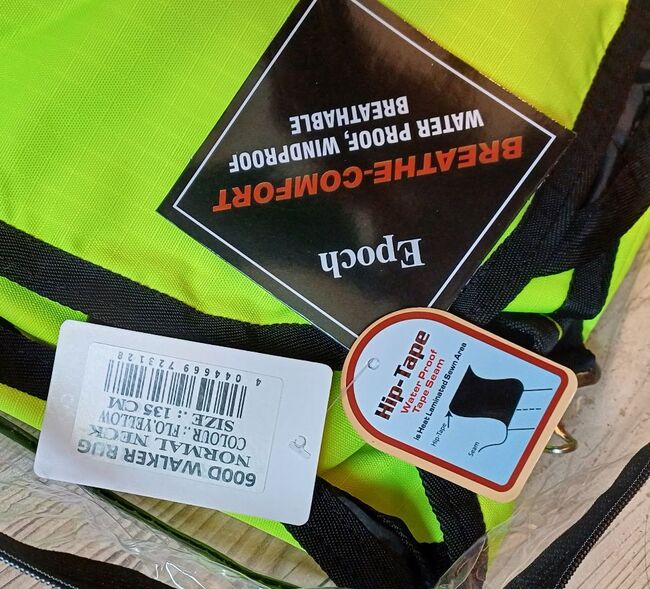 Epoch
BREATHE-COMFORT
WATER PROOF, WINDPROOF
BREATHABLE
Hip-Tape
Water Proof
Tape Seam
is Heat Laminated Sewn Area
Hip-Tape
Seam
600D WALKER RUG
NORMAL NECK
COLOUR.: FLO.YELLOW
SIZE .: 135 CM
4 044669 723128